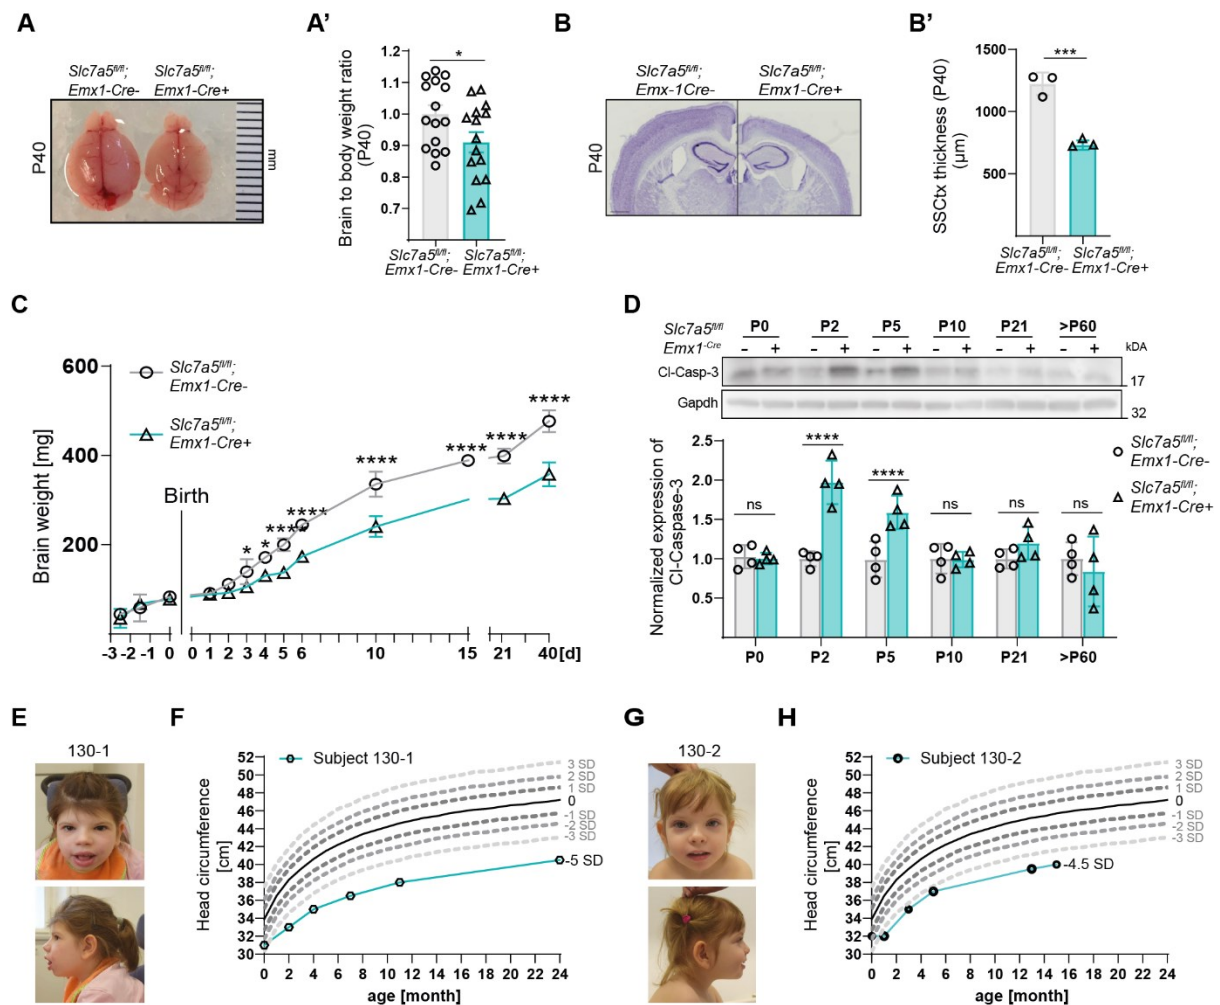 A
Slc7a5fl/fl; Slc7a5fl/fl;
Emx1-Cre- Emx1-Cre+
P40
mm
A'
Brain to body weight ratio
(P40)
1.2
1.1
1.0
0.9
0.8
0.7
*
Slc7a5fl/fl; Slc7a5fl/fl;
Emx1-Cre- Emx1-Cre+
B
Slc7a5fl/fl; Slc7a5fl/fl;
Emx-1Cre- Emx1-Cre+
P40
B'
SSCtx thickness (P40)
(µm)
1500
1000
500
***
Slc7a5fl/fl; Slc7a5fl/fl;
Emx1-Cre- Emx1-Cre+
C
Brain weight [mg]
600
400
200
Slc7a5fl/fl;
Emx1-Cre-
Slc7a5fl/fl;
Emx1-Cre+
Birth
* * **** **** **** **** **** ****
-3 -2 -1 0 0 1 2 3 4 5 6 10 15 21 40 [d]
D
Slc7a5fl/fl P0 P2 P5 P10 P21 >P60
Emx1-Cre - + - + - + - + - + - + kDA
Cl-Casp-3 17
Gapdh 32
Normalized expression of
Cl-Caspase-3
2.5
2.0
1.5
1.0
0.5
ns **** **** ns ns ns
P0 P2 P5 P10 P21 >P60
Slc7a5fl/fl;
Emx1-Cre-
Slc7a5fl/fl;
Emx1-Cre+
E
130-1
F
Subject 130-1
Head circumference
[cm]
52
50
48
46
44
42
40
38
36
34
32
30
3 SD
2 SD
1 SD
0
-1 SD
-2 SD
-3 SD
-5 SD
0 2 4 6 8 10 12 14 16 18 20 22 24
age [month]
G
130-2
H
Subject 130-2
Head circumference
[cm]
52
50
48
46
44
42
40
38
36
34
32
30
3 SD
2 SD
1 SD
0
-1 SD
-2 SD
-3 SD
-4.5 SD
0 2 4 6 8 10 12 14 16 18 20 22 24
age [month]